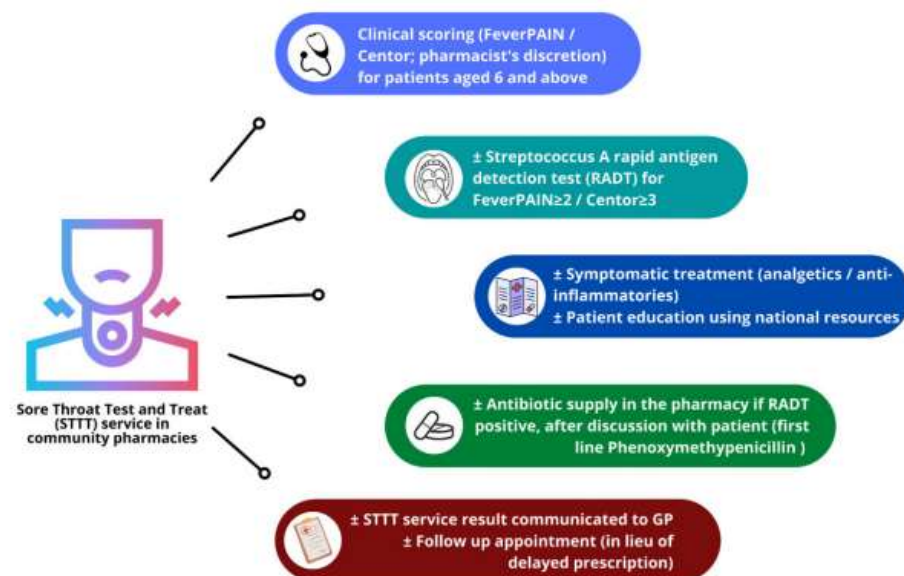 Clinical scoring (FeverPAIN /
Centor; pharmacist's discretion)
for patients aged 6 and above
± Streptococcus A rapid antigen
detection test (RADT) for
FeverPAIN≥2 / Centor≥3
± Symptomatic treatment (analgetics / anti-
inflammatories)
± Patient education using national resources
Sore Throat Test and Treat
(STTT) service in
community pharmacies
± Antibiotic supply in the pharmacy if RADT
positive, after discussion with patient (first
line Phenoxymethypenicillin )
± STTT service result communicated to GP
± Follow up appointment (in lieu of
delayed prescription)